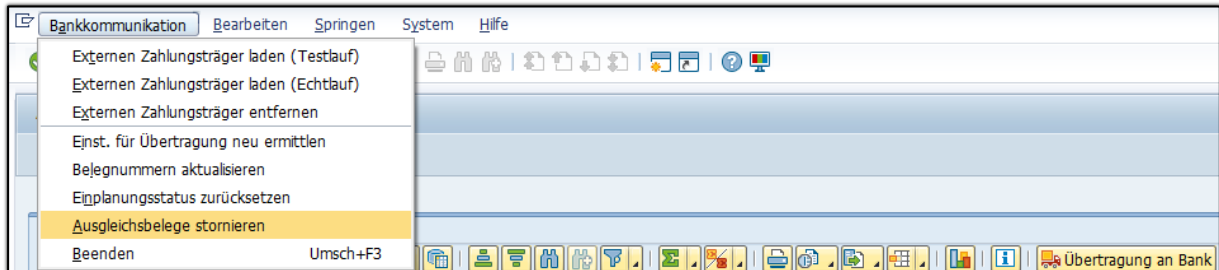 Bankkommunikation Bearbeiten Springen System Hilfe
Externen Zahlungsträger laden (Testlauf)
Externen Zahlungsträger laden (Echtlauf)
Externen Zahlungsträger entfernen
Einst. für Übertragung neu ermittlen
Belegnummern aktualisieren
Einplanungsstatus zurücksetzen
Ausgleichsbelege stornieren
Beenden Umsch+F3
Übertragung an Bank